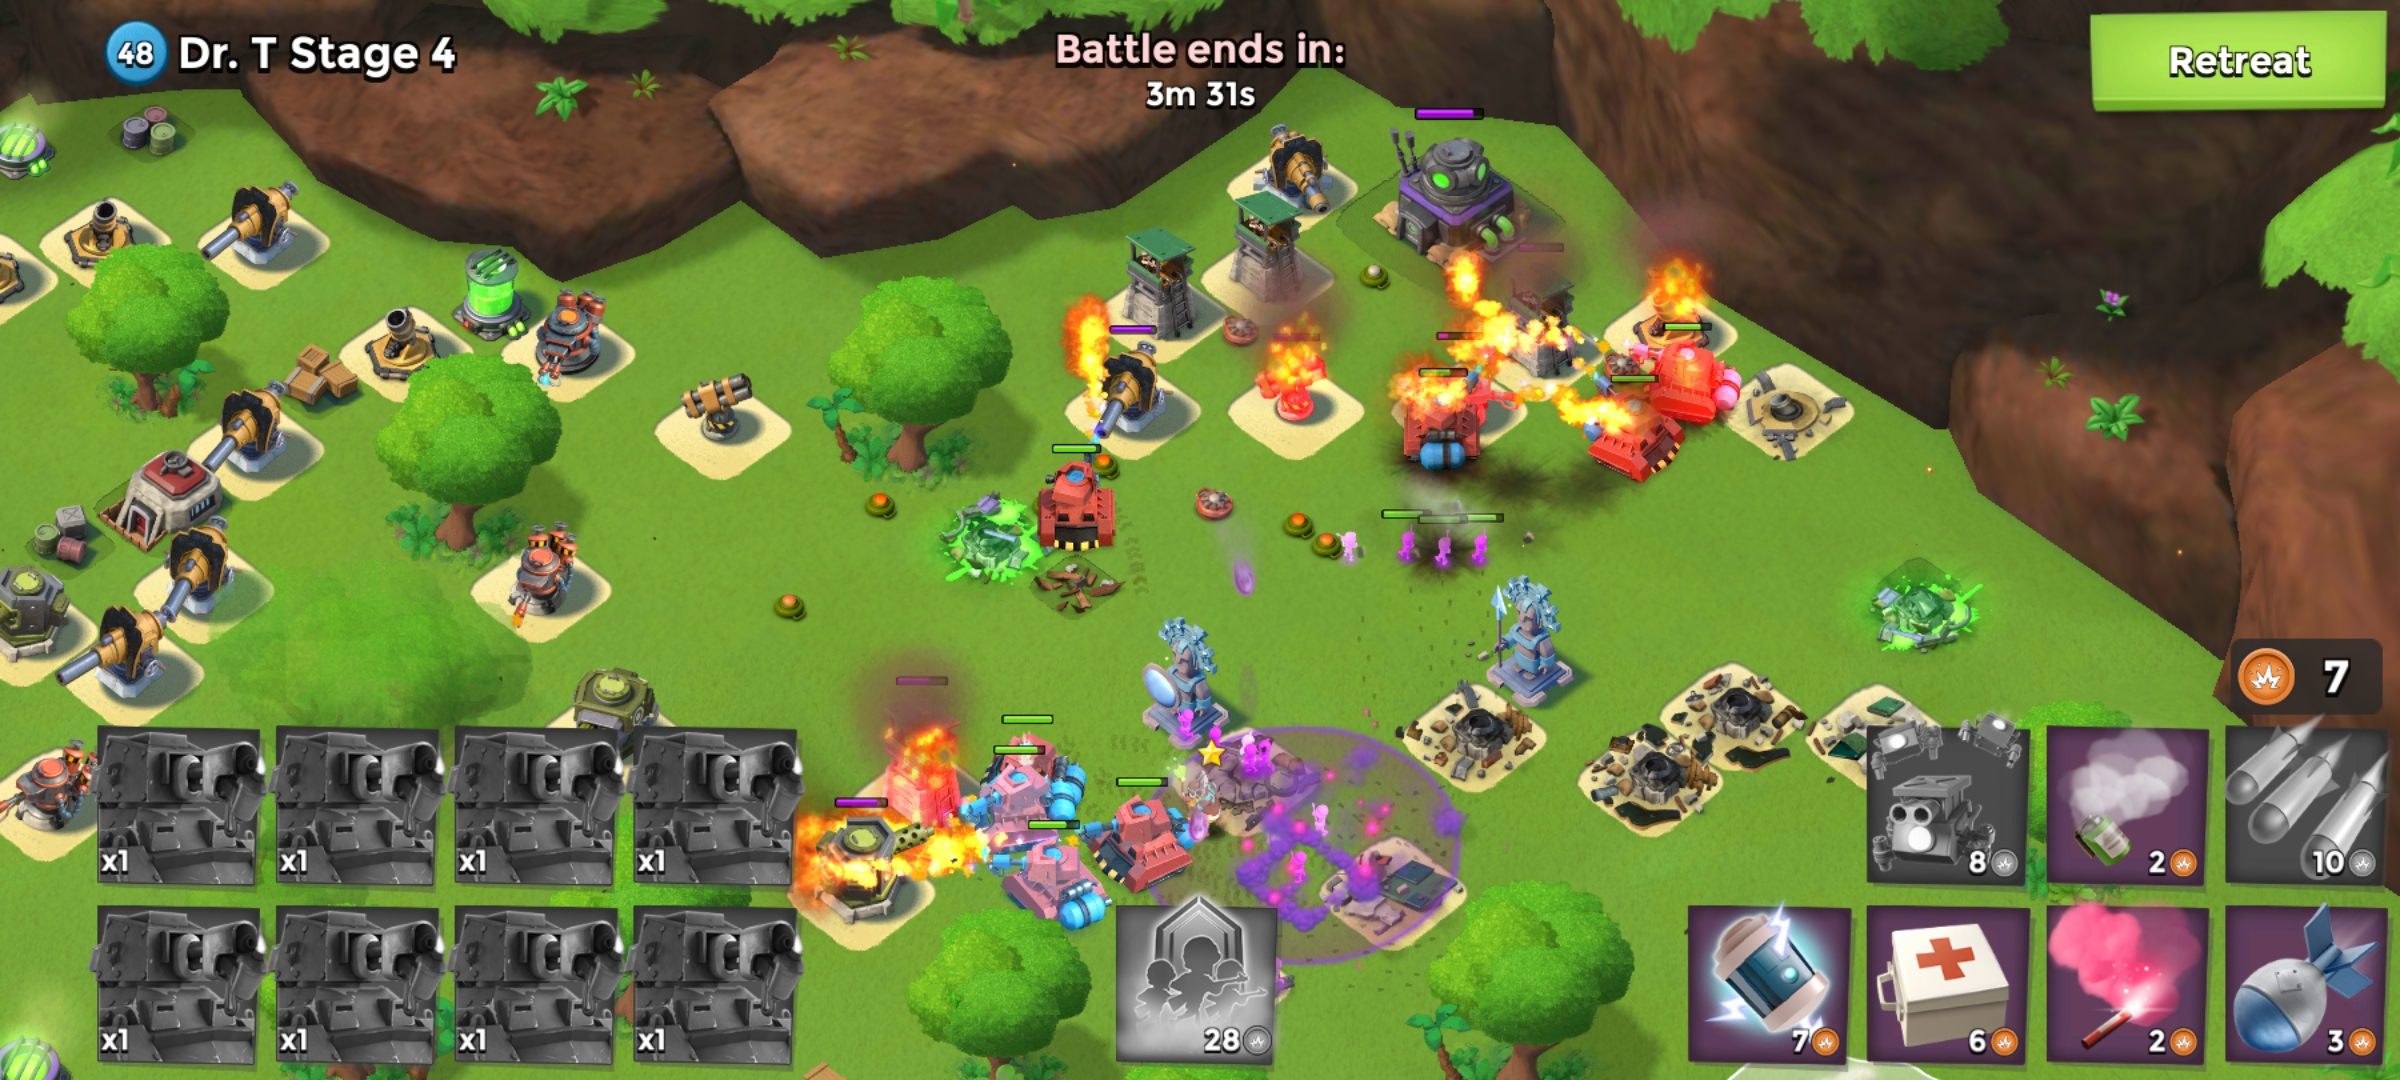 48 Dr. T Stage 4
Battle ends in:
3m 31s
Retreat
7
x1 x1 x1 x1
8 2 10
x1 x1 x1 x1
28
7 6 2 3